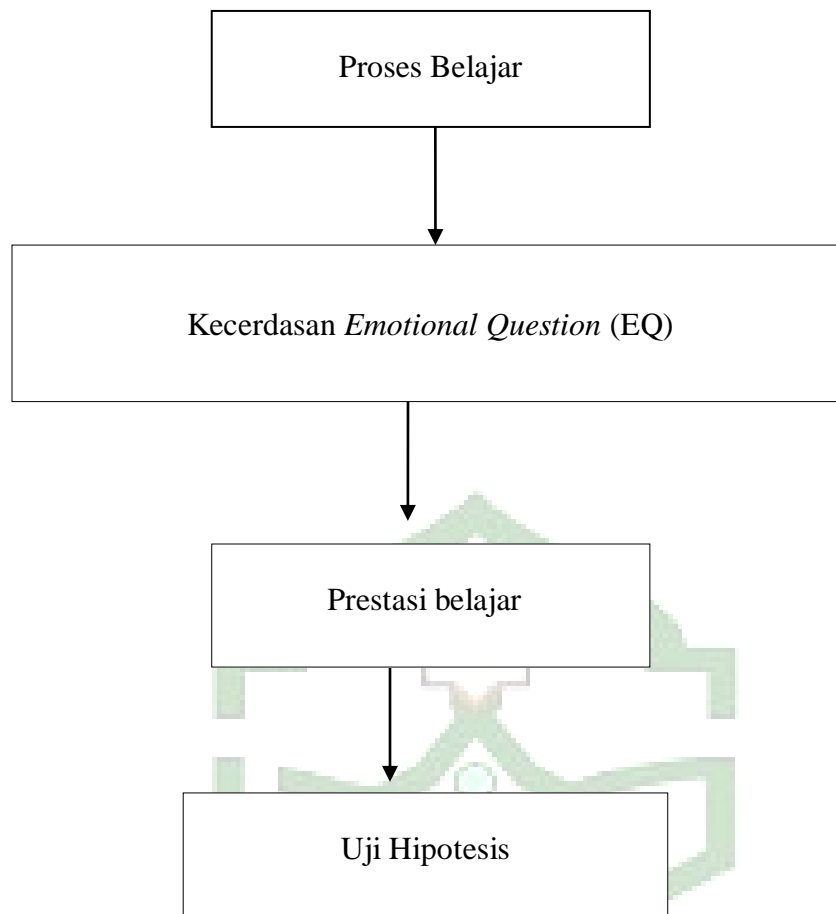 Proses Belajar
Kecerdasan Emotional Question (EQ)
Prestasi belajar
Uji Hipotesis